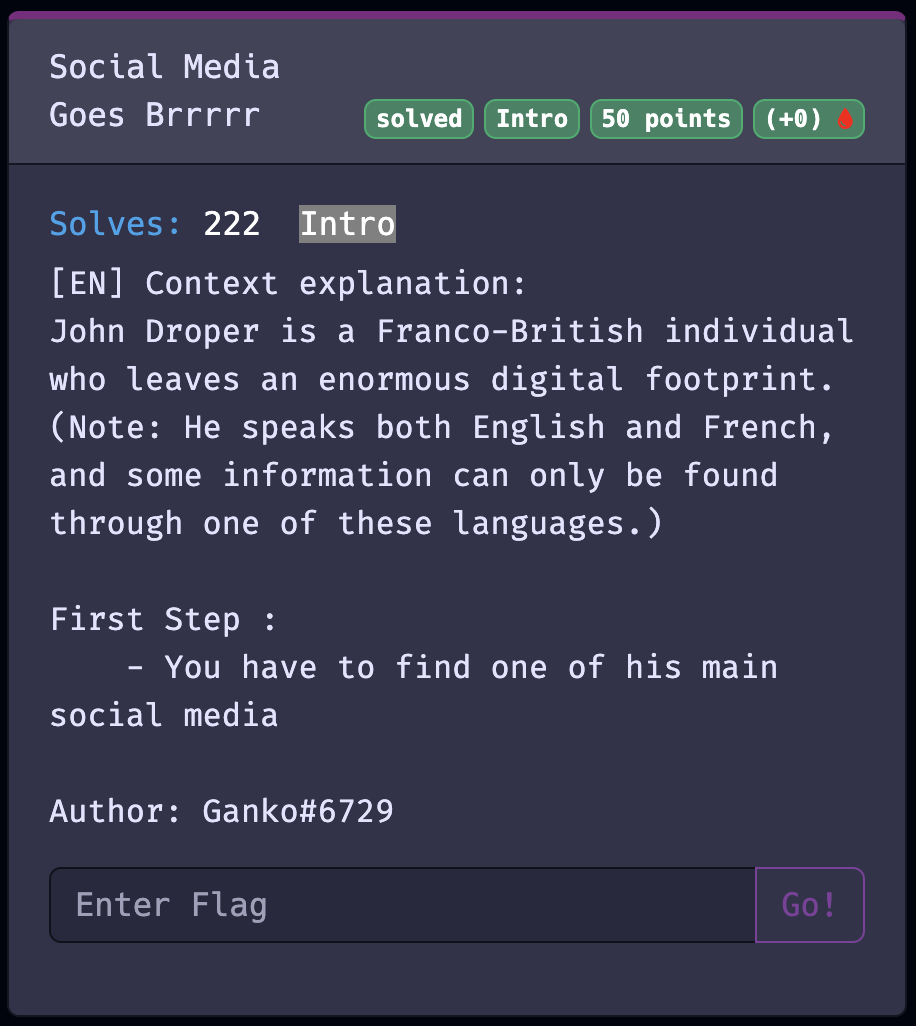 Social Media
Goes Brrrrr
solved Intro 50 points (+0) 🩸
Solves: 222 Intro
[EN] Context explanation:
John Droper is a Franco-British individual
who leaves an enormous digital footprint.
(Note: He speaks both English and French,
and some information can only be found
through one of these languages.)
First Step :
- You have to find one of his main
social media
Author: Ganko#6729
Enter Flag Go!